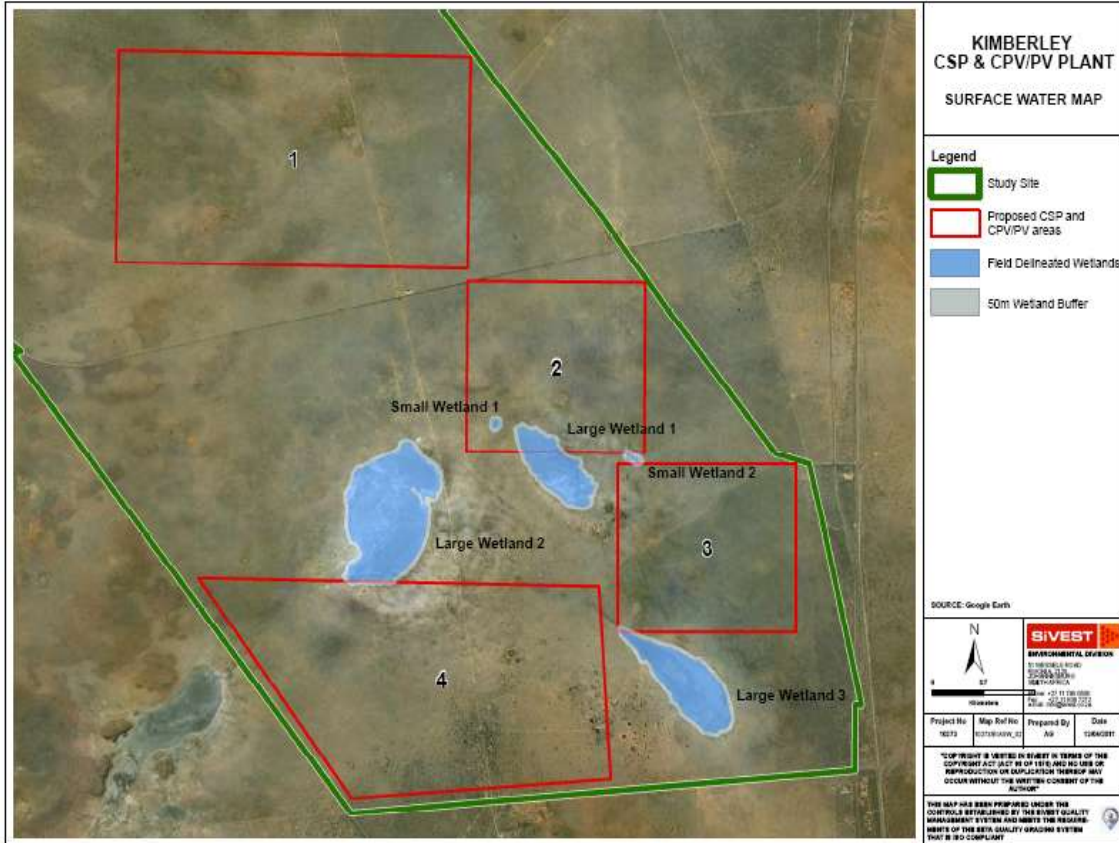 KIMBERLEY
CSP & CPV/PV PLANT
SURFACE WATER MAP
Legend
Study Site
Proposed CSP and
CPV/PV areas
Field Delineated Wetlands
50m Wetland Buffer
1
2
Small Wetland 1
Large Wetland 1
Small Wetland 2
Large Wetland 2
3
4
Large Wetland 3
SOURCE: Google Earth
N
0
Kilometers
SiVEST
ENVIRONMENTAL DIVISION
Project No
Map Ref No
Prepared By
Date
10273
AG
"COPYRIGHT IS VESTED IN SIVEST IN TERMS OF THE
COPYRIGHT ACT (ACT 98 OF 1978) AND NO USE OR
REPRODUCTION OR DUPLICATION THEREOF MAY
OCCUR WITHOUT THE WRITTEN CONSENT OF THE
AUTHOR"
THIS MAP HAS BEEN PREPARED UNDER THE
CONTROLS ESTABLISHED BY THE SIVEST QUALITY
MANAGEMENT SYSTEM AND MEETS THE REQUIRE-
MENTS OF THE QUALITY GRADING SYSTEM
THAT IS ISO COMPLIANT